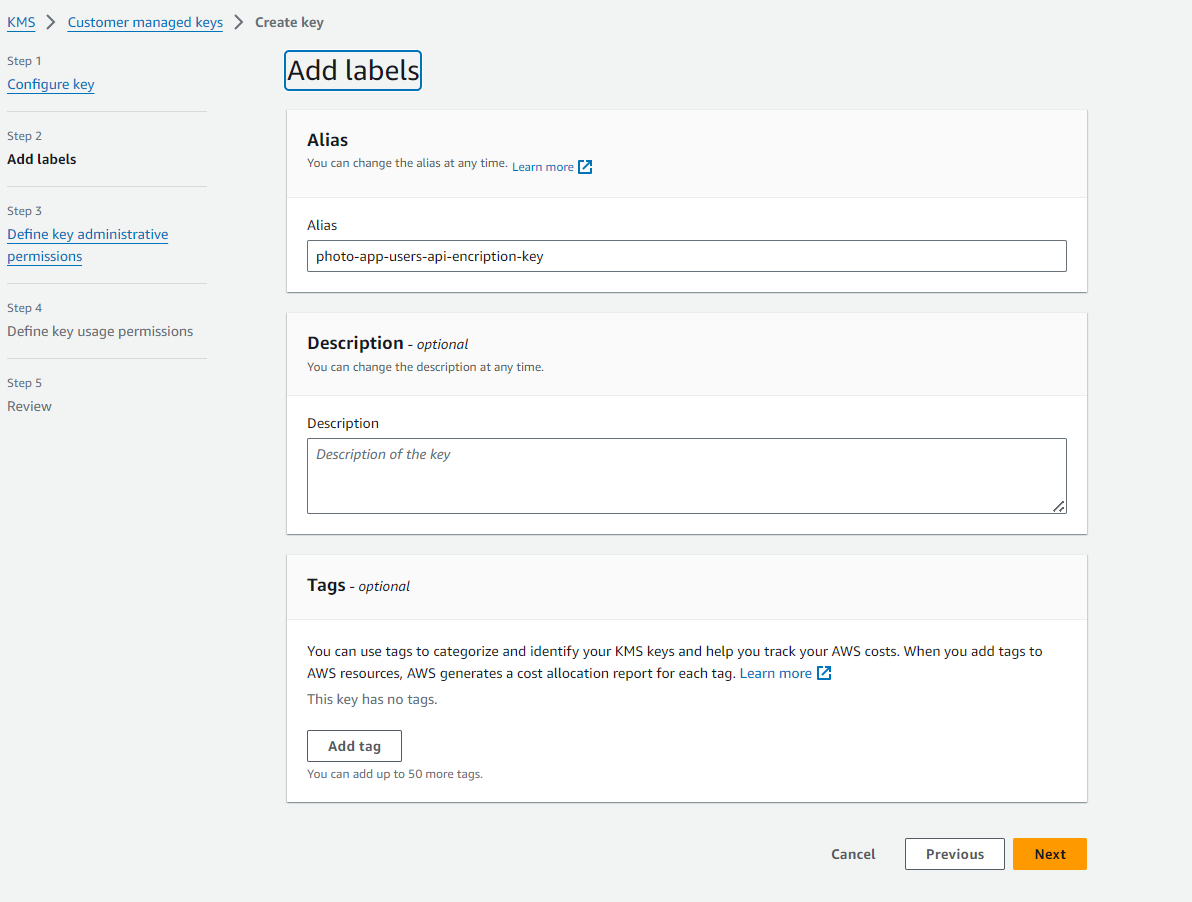 KMS > Customer managed keys > Create key
Step 1
Configure key
Step 2
Add labels
Step 3
Define key administrative
permissions
Step 4
Define key usage permissions
Step 5
Review
Add labels
Alias
You can change the alias at any time. Learn more
Alias
photo-app-users-api-encription-key
Description - optional
You can change the description at any time.
Description
Description of the key
Tags - optional
You can use tags to categorize and identify your KMS keys and help you track your AWS costs. When you add tags to
AWS resources, AWS generates a cost allocation report for each tag. Learn more
This key has no tags.
Add tag
You can add up to 50 more tags.
Cancel Previous Next